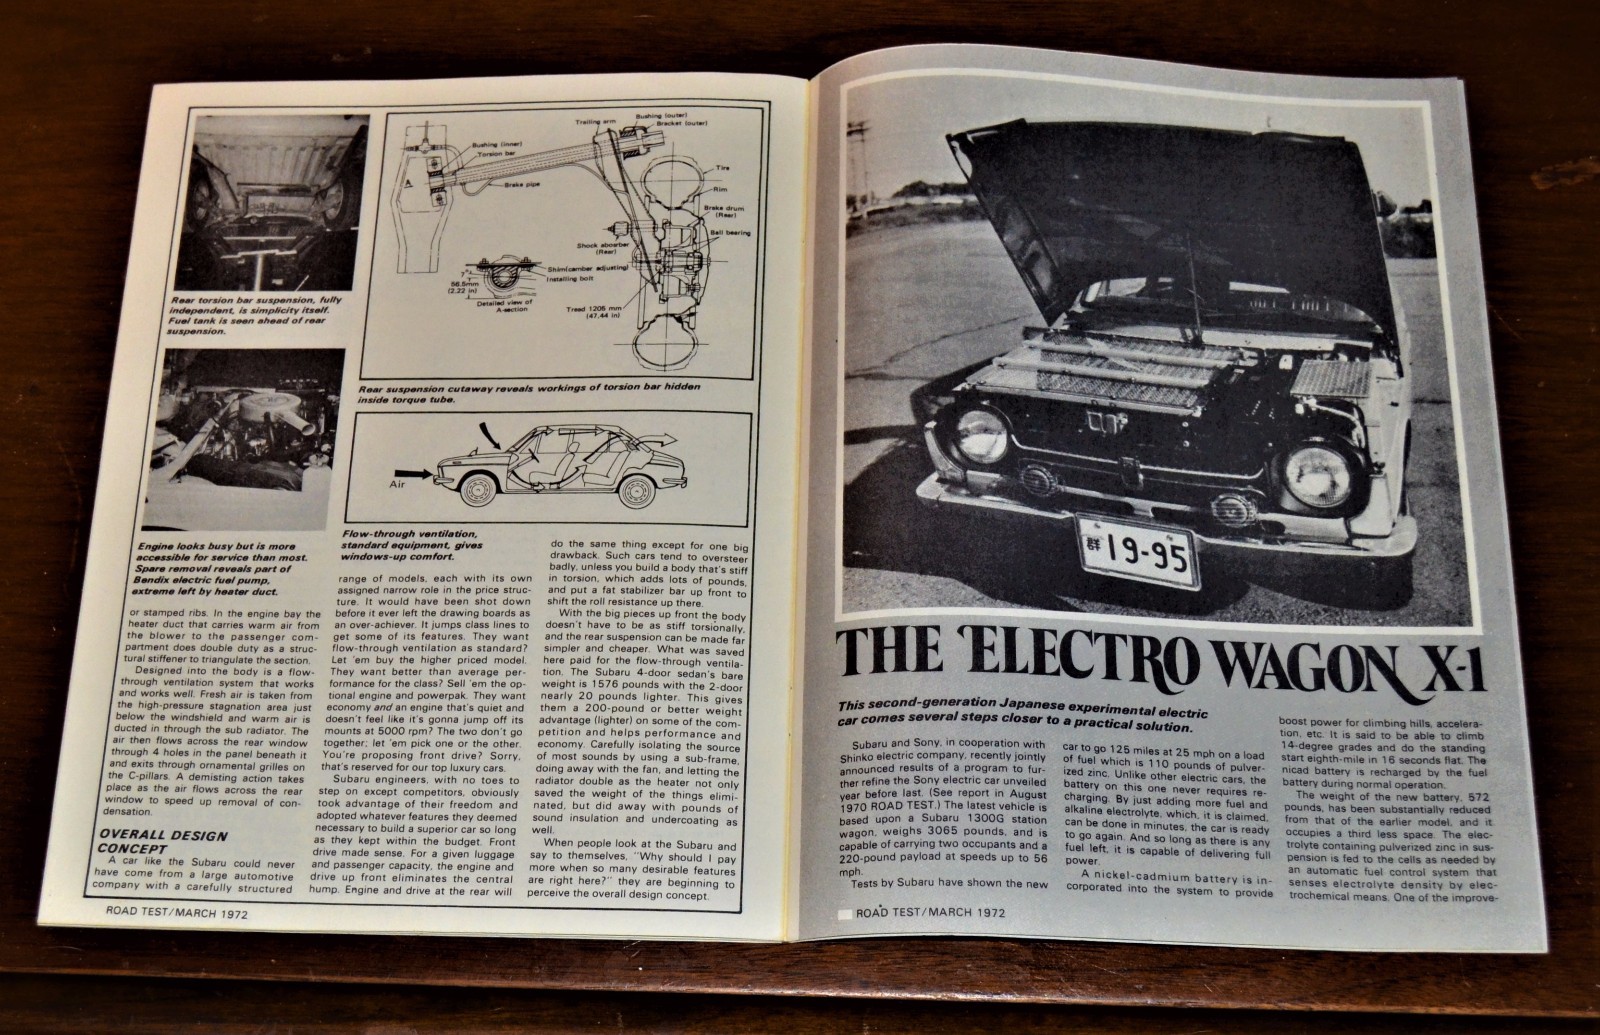 Rear torsion bar suspension, fully
independent, is simplicity itself.
Fuel tank is seen ahead of rear
suspension.
Bushing (outer)
Trailing arm
Bracket (outer)
Bushing (inner)
Torsion bar
A
Brake pipe
Tire
Rim
Brake drum
(Rear)
Ball bearing
Shock absorber
(Rear)
Shim(camber adjusting)
Installing bolt
7°
56.5mm
(2.22 in)
Detailed view of
A-section
Tread 1205 mm
(47.44 in)
Rear suspension cutaway reveals workings of torsion bar hidden
inside torque tube.
Air
Engine looks busy but is more
accessible for service than most.
Spare removal reveals part of
Bendix electric fuel pump,
extreme left by heater duct.
Flow-through ventilation,
standard equipment, gives
windows-up comfort.
or stamped ribs. In the engine bay the
heater duct that carries warm air from
the blower to the passenger com-
partment does double duty as a struc-
tural stiffener to triangulate the section.
Designed into the body is a flow-
through ventilation system that works
and works well. Fresh air is taken from
the high-pressure stagnation area just
below the windshield and warm air is
ducted in through the sub radiator. The
air then flows across the rear window
through 4 holes in the panel beneath it
and exits through ornamental grilles on
the C-pillars. A demisting action takes
place as the air flows across the rear
window to speed up removal of con-
densation.
OVERALL DESIGN
CONCEPT
A car like the Subaru could never
have come from a large automotive
company with a carefully structured
range of models, each with its own
assigned narrow role in the price struc-
ture. It would have been shot down
before it ever left the drawing boards as
an over-achiever. It jumps class lines to
get some of its features. They want
flow-through ventilation as standard?
Let 'em buy the higher priced model.
They want better than average per-
formance for the class? Sell 'em the op-
tional engine and powerpak. They want
economy and an engine that's quiet and
doesn't feel like it's gonna jump off its
mounts at 5000 rpm? The two don't go
together; let 'em pick one or the other.
You're proposing front drive? Sorry,
that's reserved for our top luxury cars.
Subaru engineers, with no toes to
step on except competitors, obviously
took advantage of their freedom and
adopted whatever features they deemed
necessary to build a superior car so long
as they kept within the budget. Front
drive made sense. For a given luggage
and passenger capacity, the engine and
drive up front eliminates the central
hump. Engine and drive at the rear will
do the same thing except for one big
drawback. Such cars tend to oversteer
badly, unless you build a body that's stiff
in torsion, which adds lots of pounds,
and put a fat stabilizer bar up front to
shift the roll resistance up there.
With the big pieces up front the body
doesn't have to be as stiff torsionally,
and the rear suspension can be made far
simpler and cheaper. What was saved
here paid for the flow-through ventila-
tion. The Subaru 4-door sedan's bare
weight is 1576 pounds with the 2-door
nearly 20 pounds lighter. This gives
them a 200-pound or better weight
advantage (lighter) on some of the com-
petition and helps performance and
economy. Carefully isolating the source
of most sounds by using a sub-frame,
doing away with the fan, and letting the
radiator double as the heater not only
saved the weight of the things elimi-
nated, but did away with pounds of
sound insulation and undercoating as
well.
When people look at the Subaru and
say to themselves, "Why should I pay
more when so many desirable features
are right here?" they are beginning to
perceive the overall design concept.
ROAD TEST/MARCH 1972
群 19-95
THE ELECTRO WAGON X-1
This second-generation Japanese experimental electric
car comes several steps closer to a practical solution.
Subaru and Sony, in cooperation with
Shinko electric company, recently jointly
announced results of a program to fur-
ther refine the Sony electric car unveiled
year before last. (See report in August
1970 ROAD TEST.) The latest vehicle is
based upon a Subaru 1300G station
wagon, weighs 3065 pounds, and is
capable of carrying two occupants and a
220-pound payload at speeds up to 56
mph.
Tests by Subaru have shown the new
car to go 125 miles at 25 mph on a load
of fuel which is 110 pounds of pulver-
ized zinc. Unlike other electric cars, the
battery on this one never requires re-
charging. By just adding more fuel and
alkaline electrolyte, which, it is claimed,
can be done in minutes, the car is ready
to go again. And so long as there is any
fuel left, it is capable of delivering full
power.
A nickel-cadmium battery is in-
corporated into the system to provide
boost power for climbing hills, accelera-
tion, etc. It is said to be able to climb
14-degree grades and do the standing
start eighth-mile in 16 seconds flat. The
nicad battery is recharged by the fuel
battery during normal operation.
The weight of the new battery, 572
pounds, has been substantially reduced
from that of the earlier model, and it
occupies a third less space. The elec-
trolyte containing pulverized zinc in sus-
pension is fed to the cells as needed by
an automatic fuel control system that
senses electrolyte density by elec-
trochemical means. One of the improve-
ROAD TEST/MARCH 1972